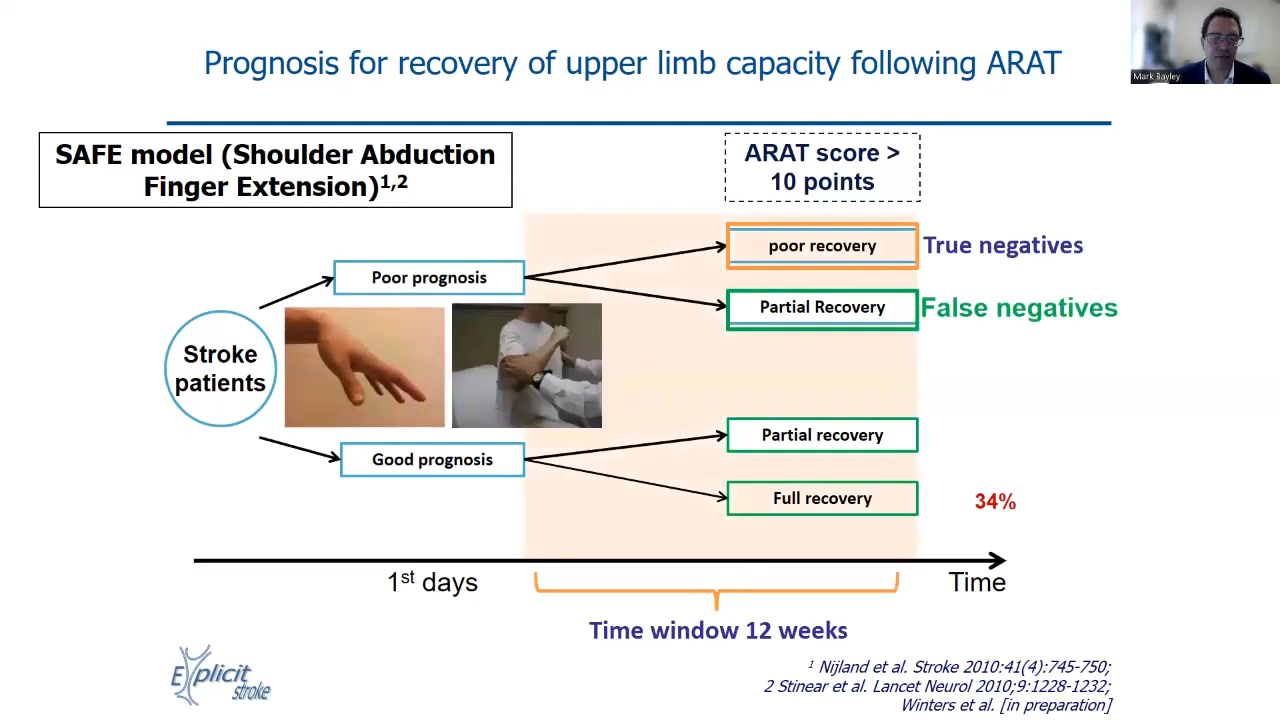 Prognosis for recovery of upper limb capacity following ARAT
Mark Bayley
SAFE model (Shoulder Abduction
Finger Extension)1,2
ARAT score >
10 points
poor recovery
True negatives
Poor prognosis
Partial Recovery
False negatives
Stroke
patients
Partial recovery
Good prognosis
Full recovery
34%
1st days
Time
Time window 12 weeks
Explicit
stroke
1 Nijland et al. Stroke 2010:41(4):745-750;
2 Stinear et al. Lancet Neurol 2010;9:1228-1232;
Winters et al. [in preparation]